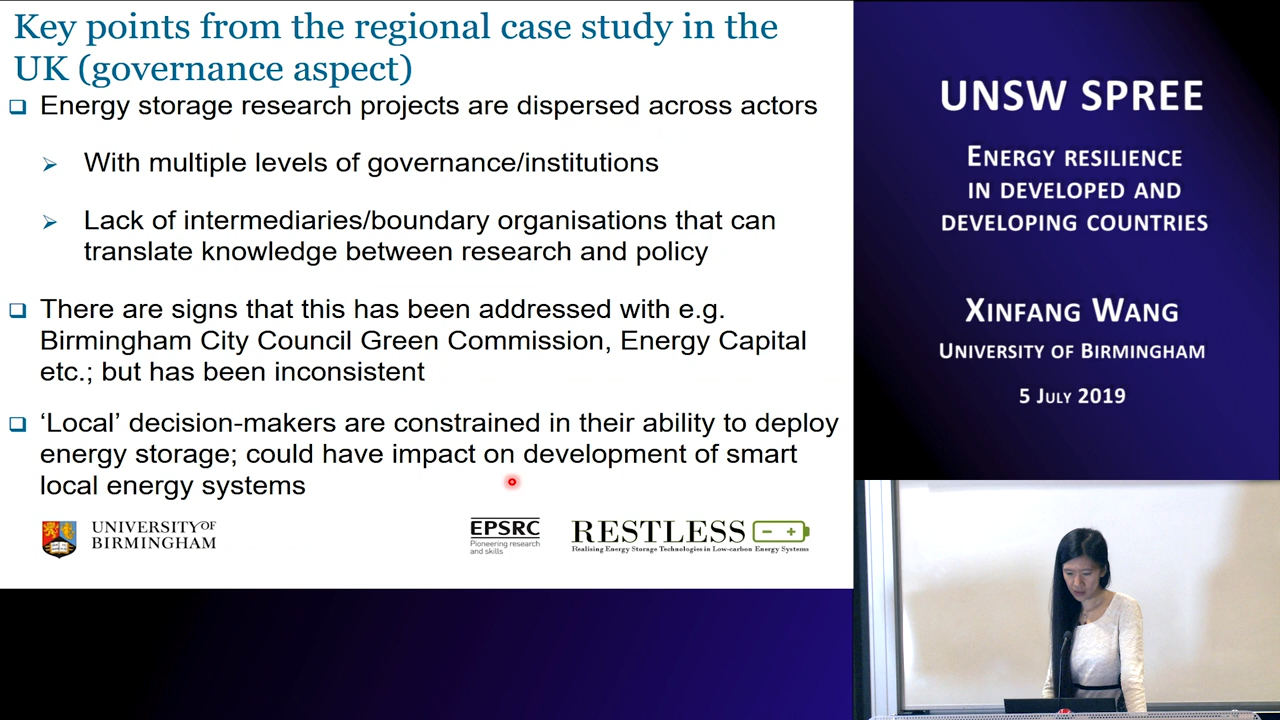 Key points from the regional case study in the
UK (governance aspect)
Energy storage research projects are dispersed across actors
With multiple levels of governance/institutions
Lack of intermediaries/boundary organisations that can
translate knowledge between research and policy
There are signs that this has been addressed with e.g.
Birmingham City Council Green Commission, Energy Capital
etc.; but has been inconsistent
‘Local’ decision-makers are constrained in their ability to deploy
energy storage; could have impact on development of smart
local energy systems
UNIVERSITY OF
BIRMINGHAM
EPSRC
Pioneering research
and skills
RESTLESS
Realising Energy Storage Technologies in Low-carbon Energy Systems
UNSW SPREE
ENERGY RESILIENCE
IN DEVELOPED AND
DEVELOPING COUNTRIES
XINFANG WANG
UNIVERSITY OF BIRMINGHAM
5 JULY 2019